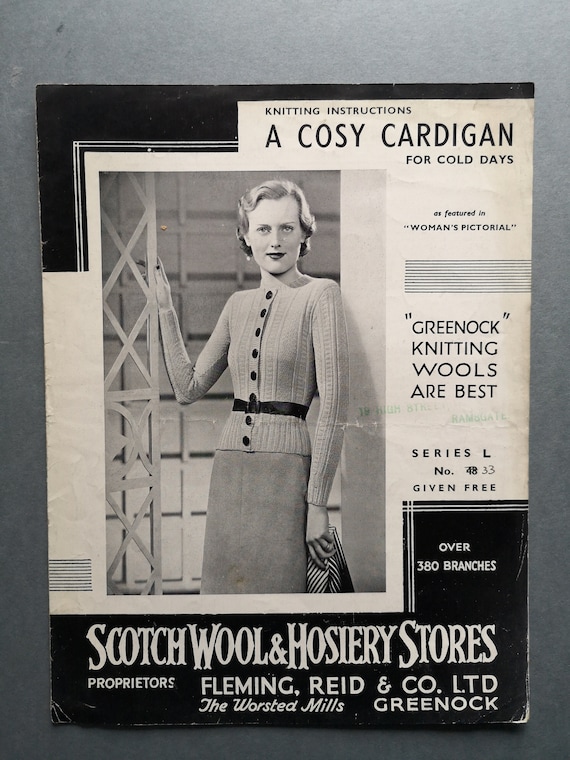 KNITTING INSTRUCTIONS
A COSY CARDIGAN
FOR COLD DAYS
as featured in
"WOMAN'S PICTORIAL"
"GREENOCK"
KNITTING
WOOLS
ARE BEST
19 HIGH STREET
RAMSGATE
SERIES L
No. 48 33
GIVEN FREE
OVER
380 BRANCHES
SCOTCH WOOL & HOSIERY STORES
PROPRIETORS FLEMING, REID & CO. LTD
The Worsted Mills GREENOCK